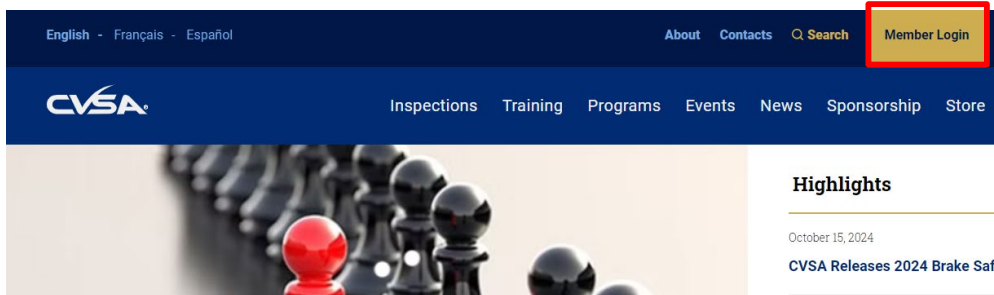 English - Français - Español
About Contacts Search Member Login
CVSA
Inspections Training Programs Events News Sponsorship Store
Highlights
October 15, 2024
CVSA Releases 2024 Brake Saf